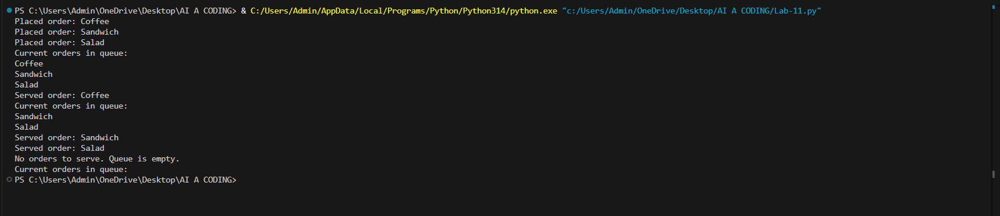 PS C:\Users\Admin\OneDrive\Desktop\AI A CODING> & C:/Users/Admin/AppData/Local/Programs/Python/Python314/python.exe "c:/Users/Admin/OneDrive/Desktop/AI A CODING/Lab-11.py"
Placed order: Coffee
Placed order: Sandwich
Placed order: Salad
Current orders in queue:
Coffee
Sandwich
Salad
Served order: Coffee
Current orders in queue:
Sandwich
Salad
Served order: Sandwich
Served order: Salad
No orders to serve. Queue is empty.
Current orders in queue:
PS C:\Users\Admin\OneDrive\Desktop\AI A CODING>